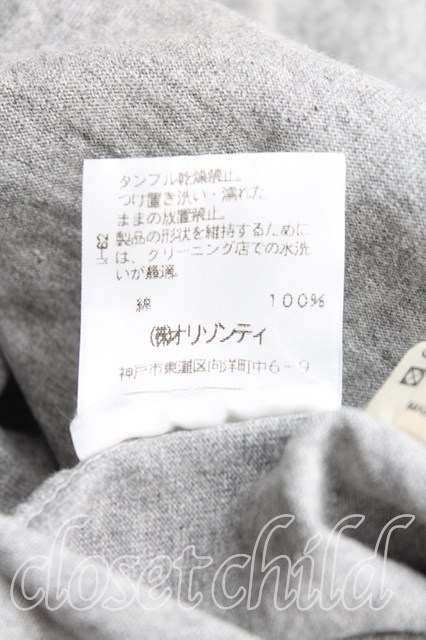 タンブル乾燥禁止。
つけ置き洗い・濡れた
ままの放置禁止。
製品の形状を維持するために
は、クリーニング店での水洗
いが最適。
綿 100%
(株)オリゾンティ
神戸市東灘区向洋町中6-9
closetchild